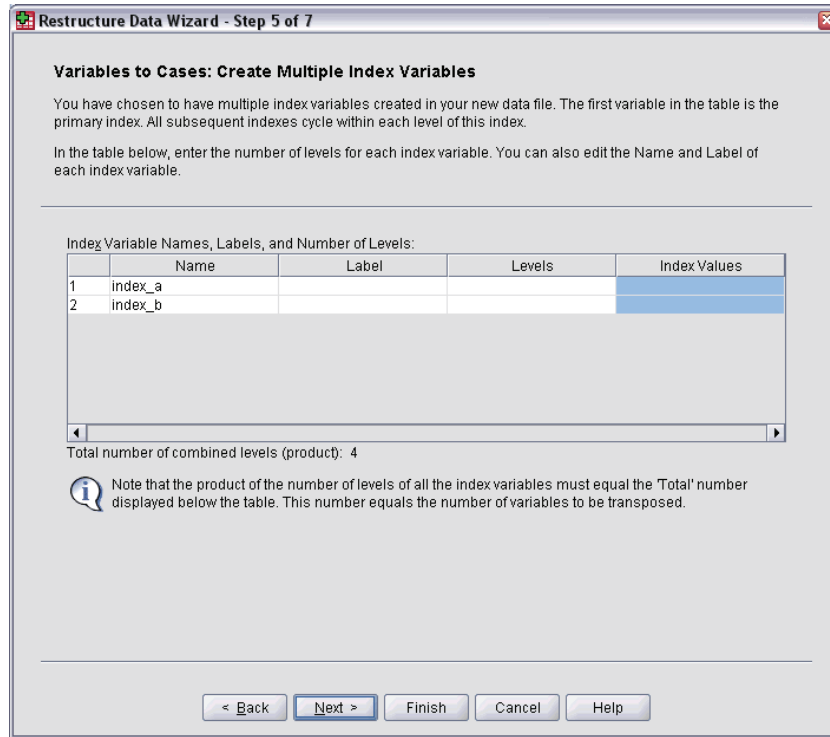 Restructure Data Wizard - Step 5 of 7
Variables to Cases: Create Multiple Index Variables
You have chosen to have multiple index variables created in your new data file. The first variable in the table is the
primary index. All subsequent indexes cycle within each level of this index.
In the table below, enter the number of levels for each index variable. You can also edit the Name and Label of
each index variable.
Index Variable Names, Labels, and Number of Levels:
Name Label Levels Index Values
1 index_a
2 index_b
Total number of combined levels (product): 4
Note that the product of the number of levels of all the index variables must equal the 'Total' number
displayed below the table. This number equals the number of variables to be transposed.
< Back Next > Finish Cancel Help